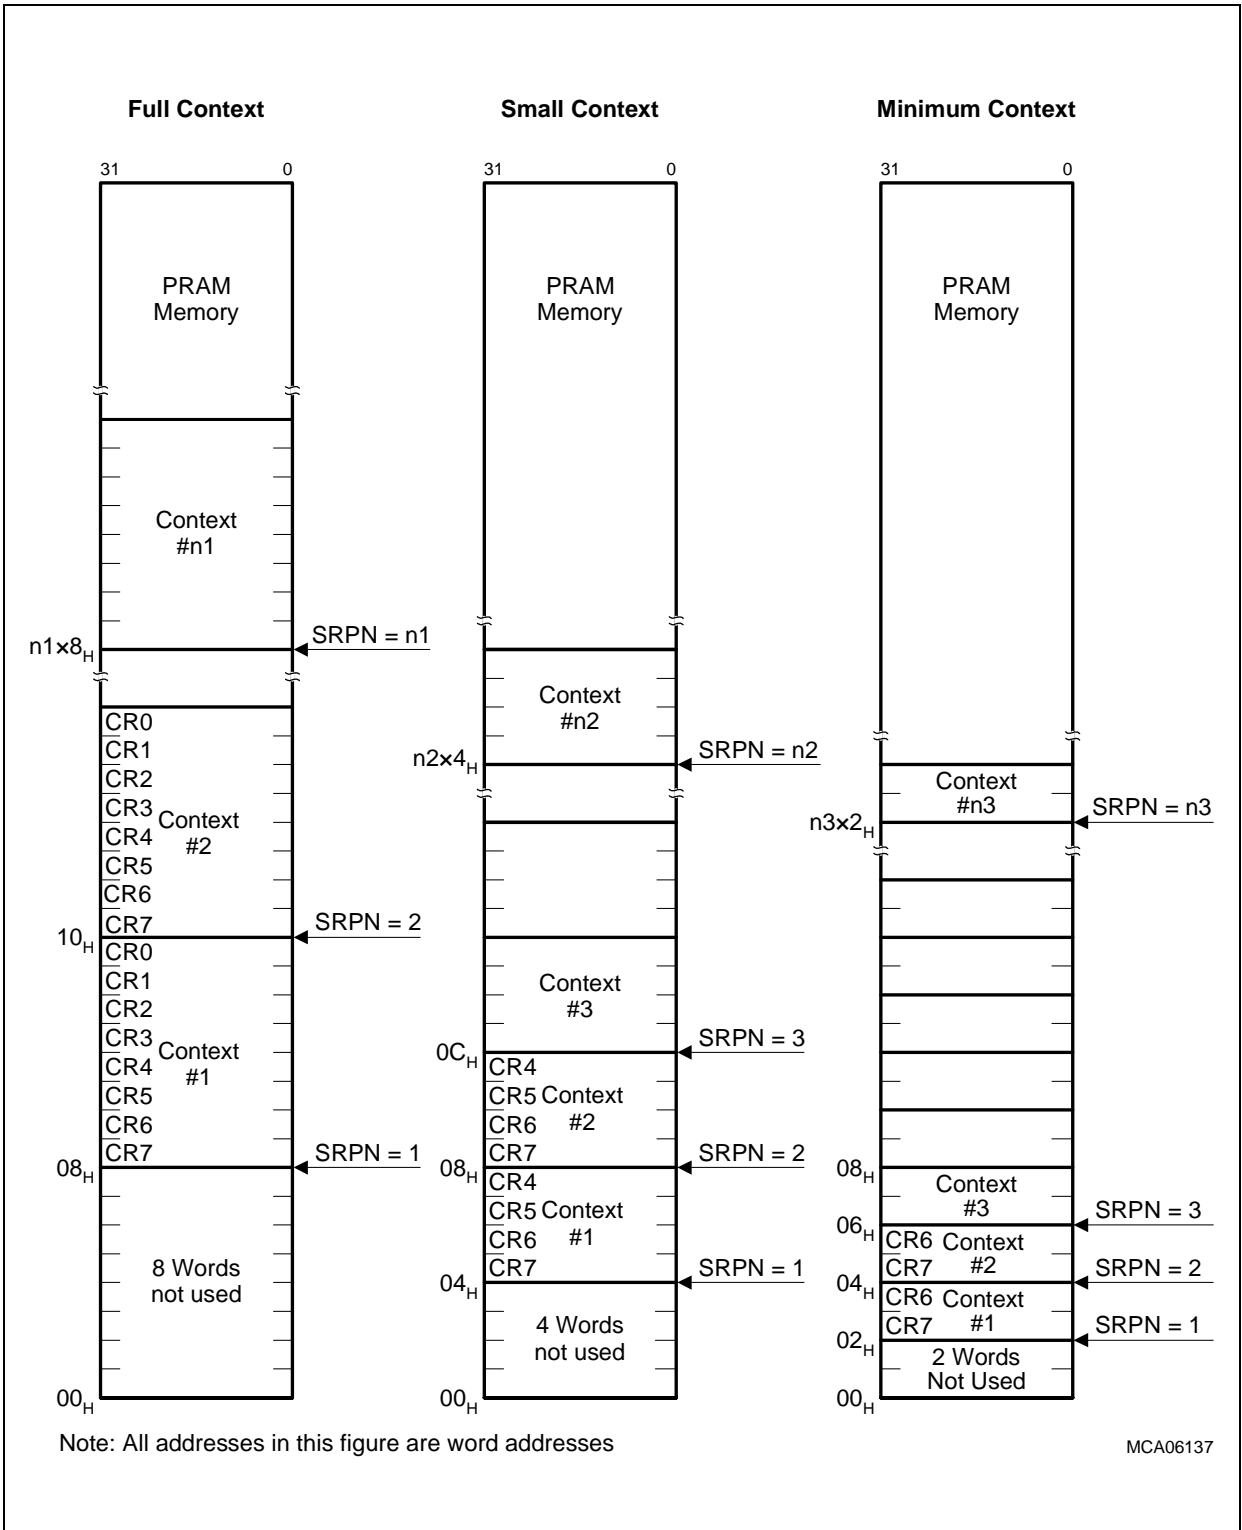 Full Context
31 0
PRAM
Memory
Context
#n1
n1×8H
SRPN = n1
CR0
CR1
CR2
CR3
CR4
CR5
CR6
CR7
Context
#2
10H
SRPN = 2
CR0
CR1
CR2
CR3
CR4
CR5
CR6
CR7
Context
#1
08H
SRPN = 1
8 Words
not used
00H
Small Context
31 0
PRAM
Memory
Context
#n2
n2×4H
SRPN = n2
Context
#3
0CH
SRPN = 3
CR4
CR5
CR6
CR7
Context
#2
08H
SRPN = 2
CR4
CR5
CR6
CR7
Context
#1
04H
SRPN = 1
4 Words
not used
00H
Minimum Context
31 0
PRAM
Memory
Context
#n3
n3×2H
SRPN = n3
08H
Context
#3
06H
SRPN = 3
CR6
CR7
Context
#2
04H
SRPN = 2
CR6
CR7
Context
#1
02H
SRPN = 1
2 Words
Not Used
00H
Note: All addresses in this figure are word addresses
MCA06137